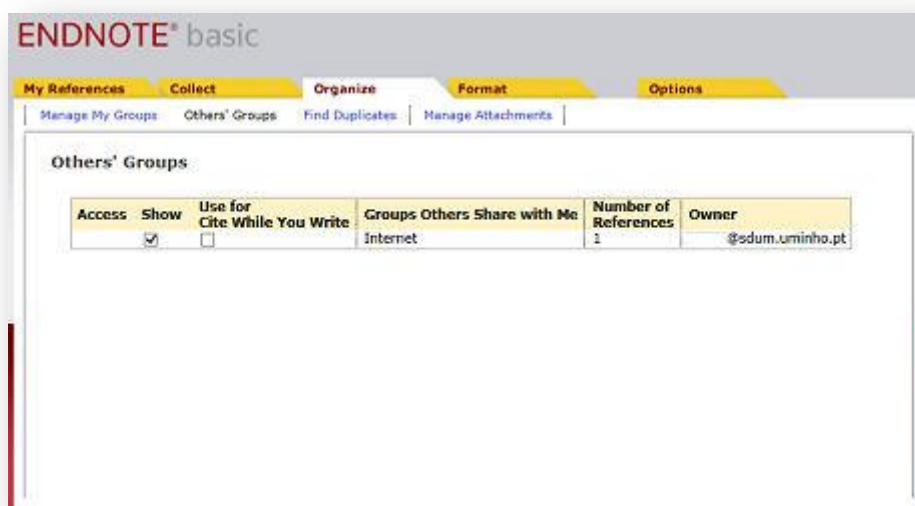 ENDNOTE® basic
My References Collect Organize Format Options
Manage My Groups Others' Groups Find Duplicates Manage Attachments
Others' Groups
Access Show Use for Cite While You Write Groups Others Share with Me Number of References Owner
Internet 1 @sdum.uminho.pt